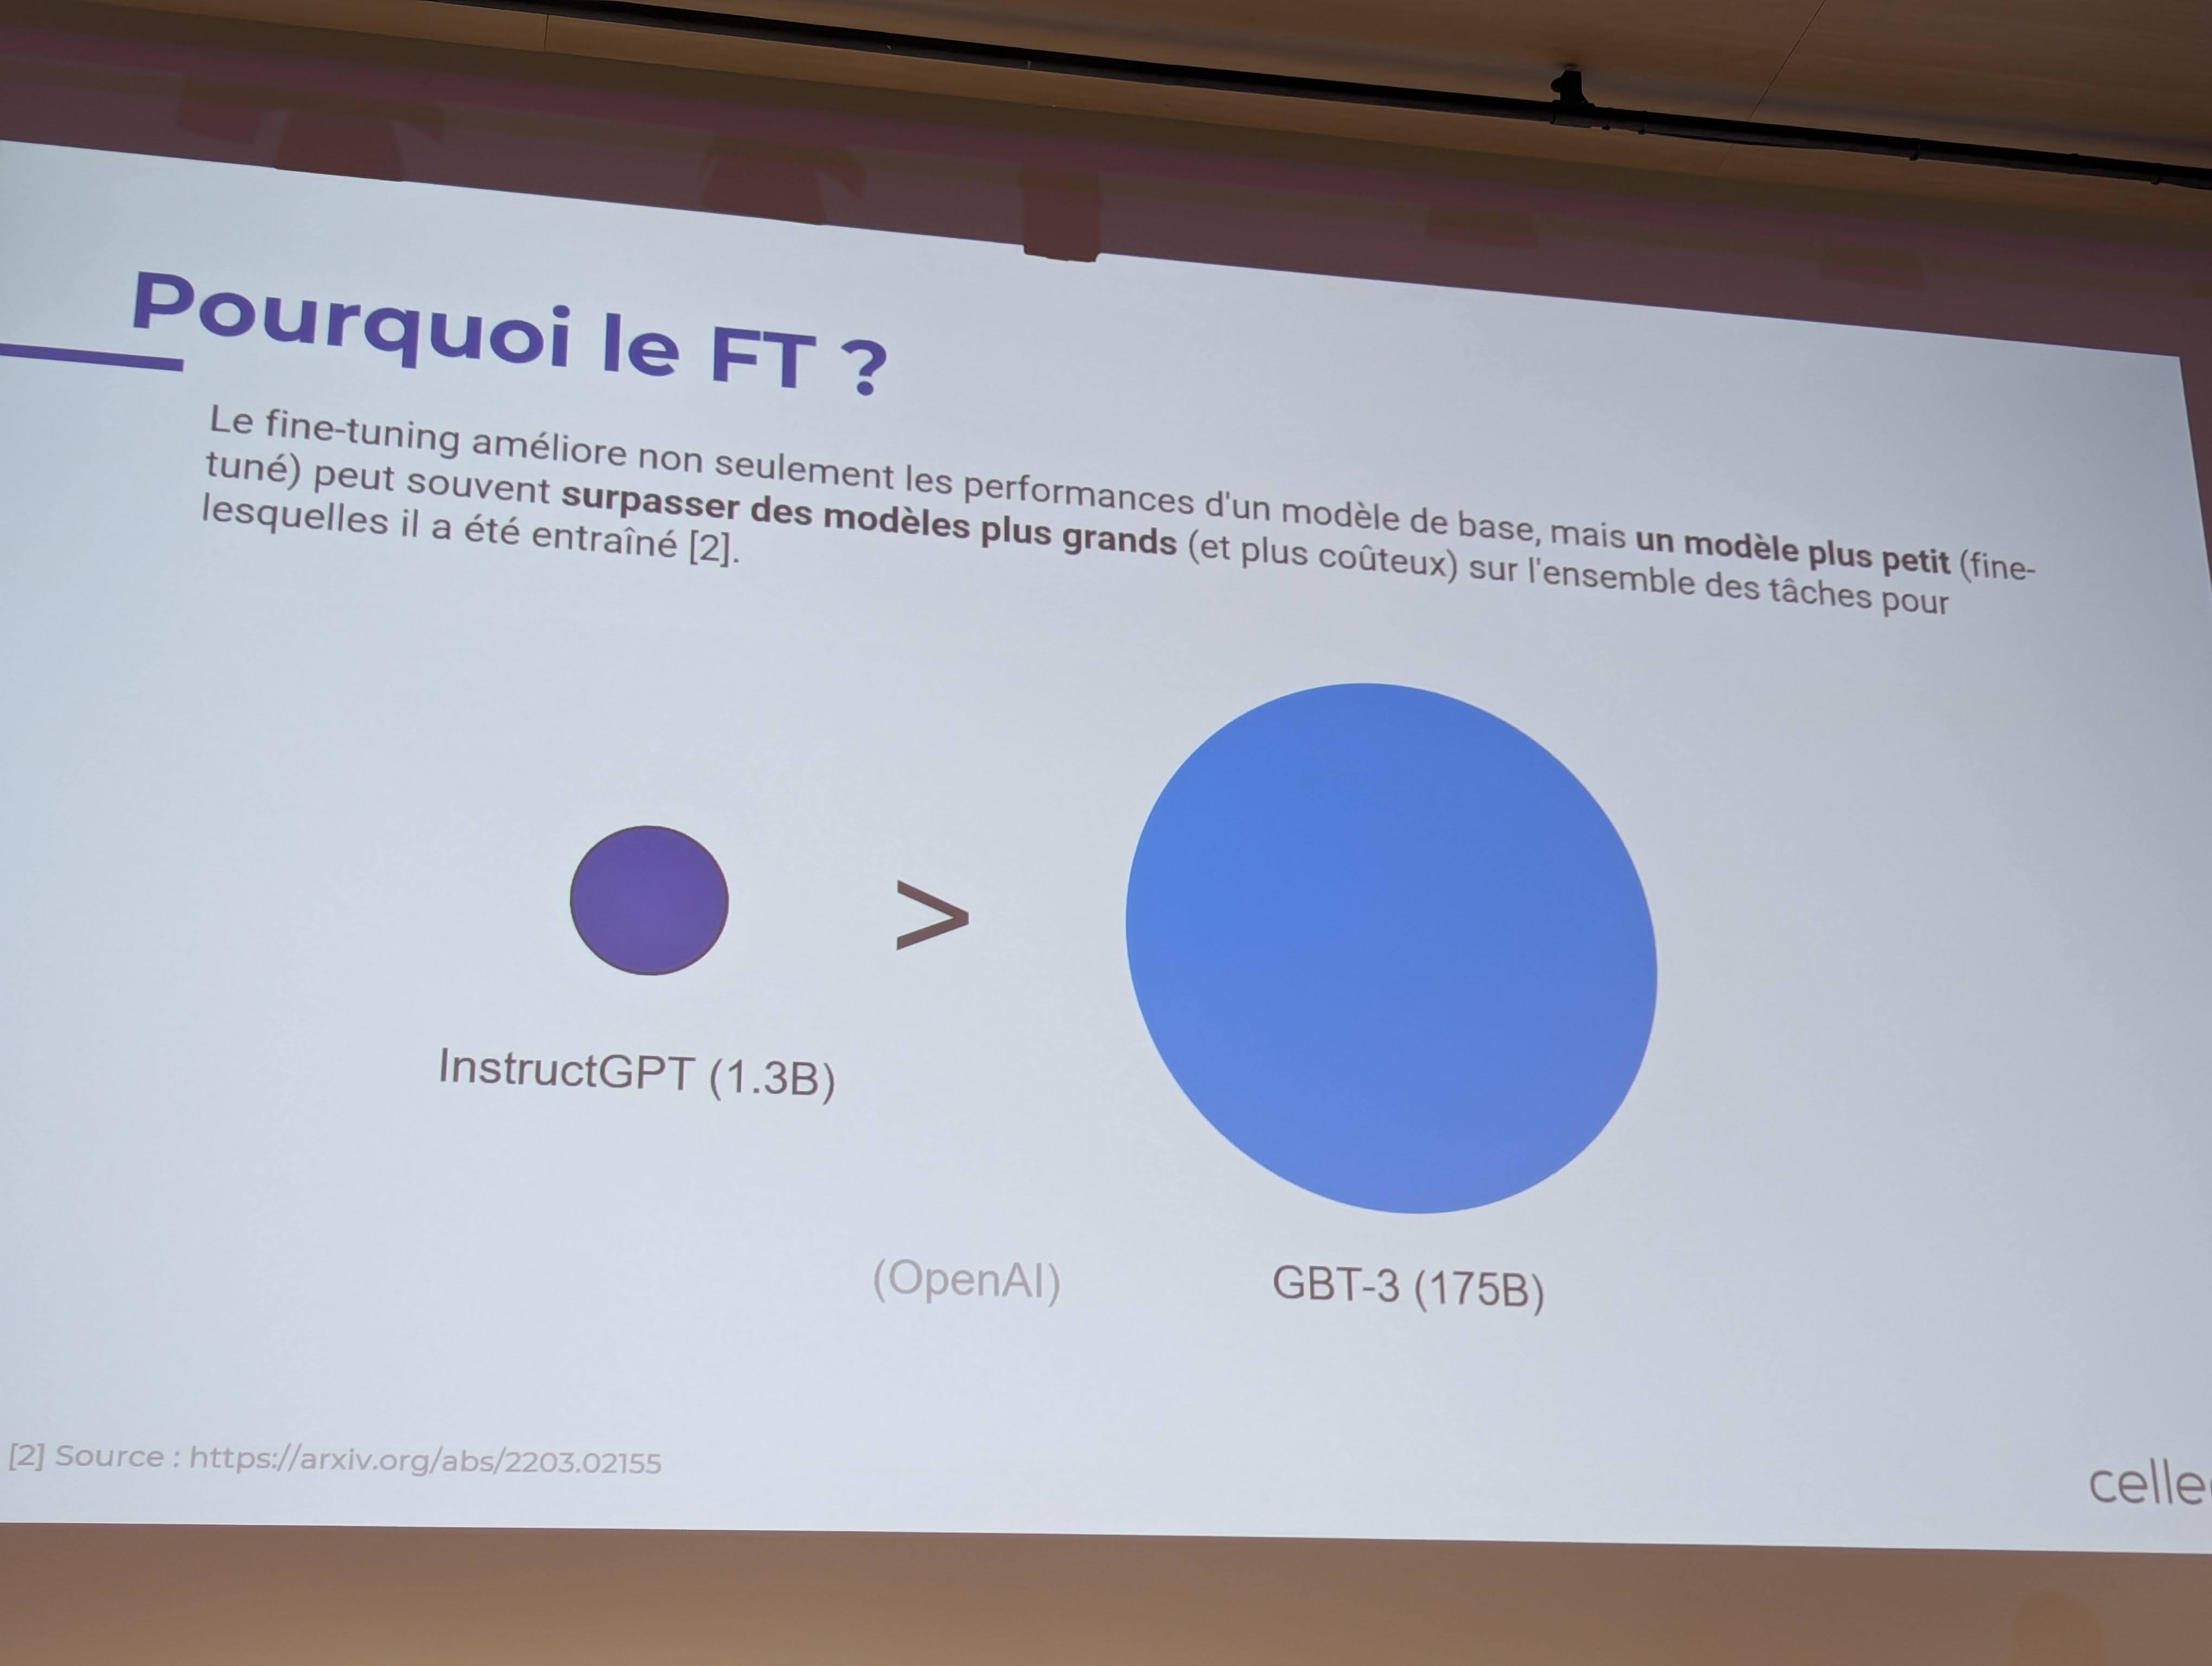 Pourquoi le FT ?
Le fine-tuning améliore non seulement les performances d'un modèle de base, mais un modèle plus petit (fine-
tuné) peut souvent surpasser des modèles plus grands (et plus coûteux) sur l'ensemble des tâches pour
lesquelles il a été entraîné [2].
>
InstructGPT (1.3B)
(OpenAI)
GBT-3 (175B)
[2] Source : https://arxiv.org/abs/2203.02155